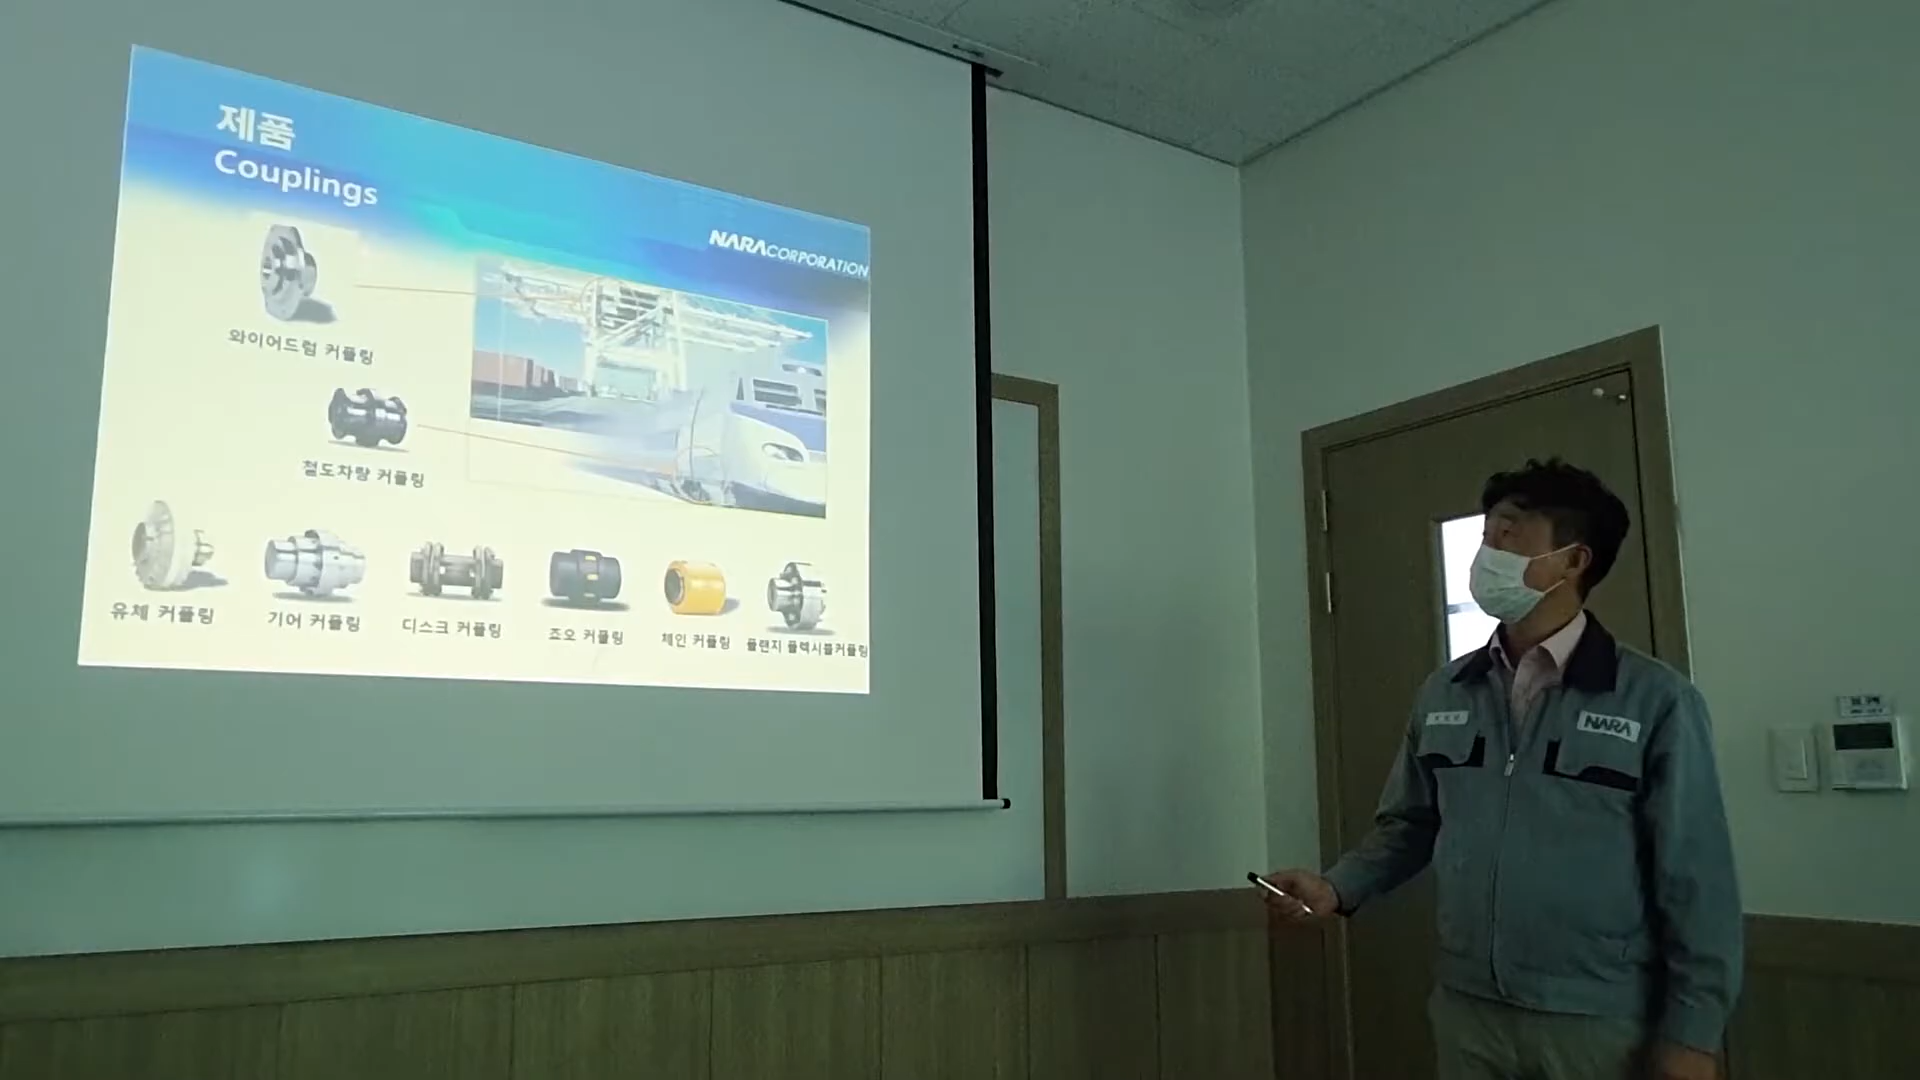 제품
Couplings
NARACORPORATION
와이어드럼 커플링
철도차량 커플링
유체 커플링
기어 커플링
디스크 커플링
죠오 커플링
체인 커플링
플랜지 플렉시블커플링
NARA